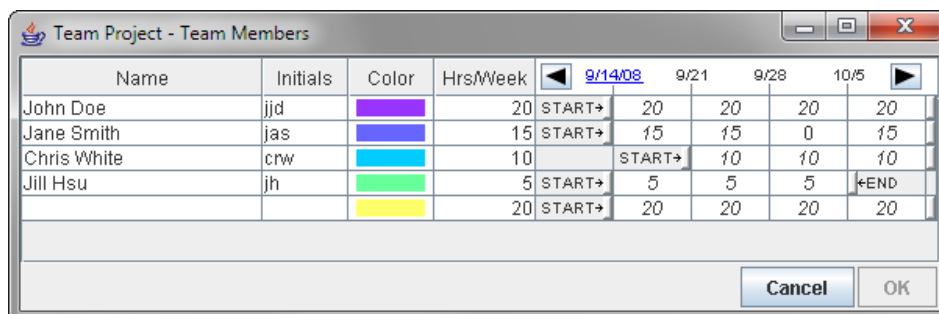 Team Project - Team Members
Name Initials Color Hrs/Week 9/14/08 9/21 9/28 10/5
John Doe jjd 20 START→ 20 20 20 20
Jane Smith jas 15 START→ 15 15 0 15
Chris White crw 10 START→ 10 10 10
Jill Hsu jh 5 START→ 5 5 5 ←END
20 START→ 20 20 20 20
Cancel OK